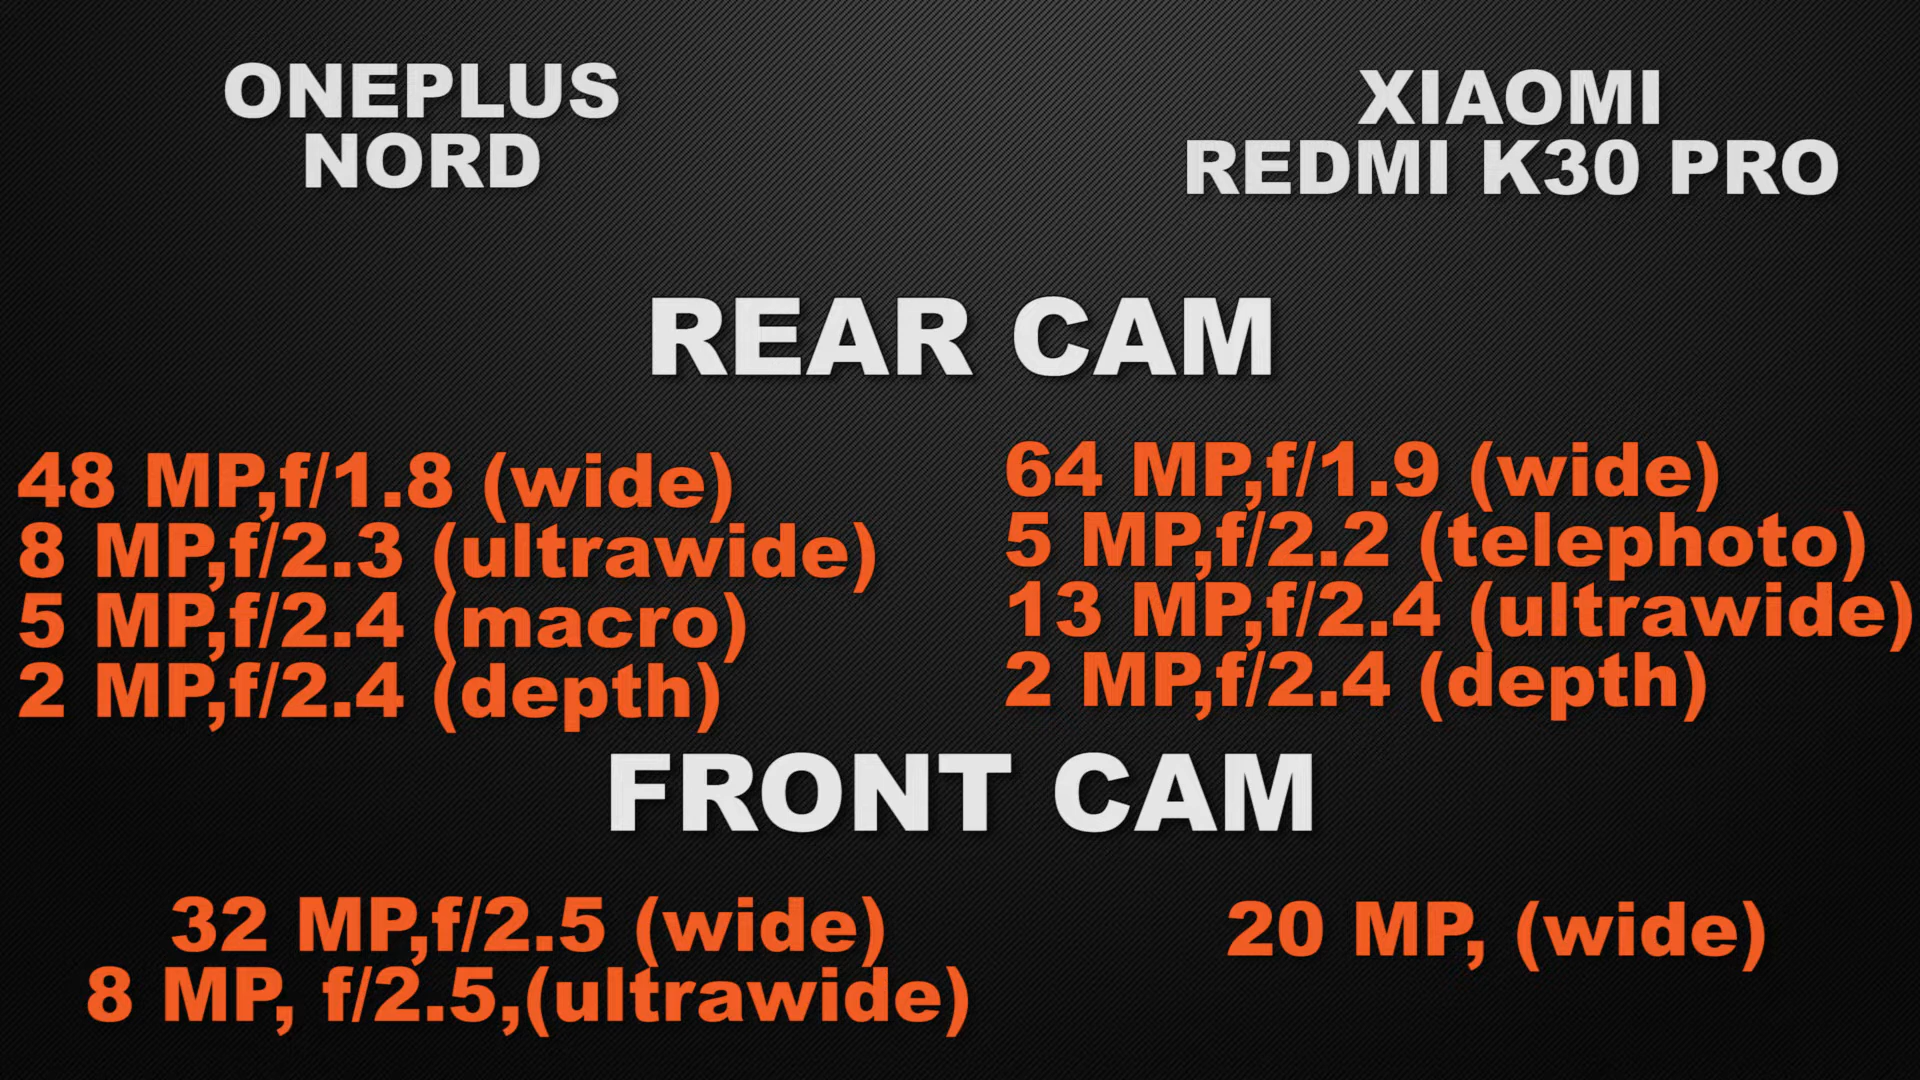 ONEPLUS
NORD
XIAOMI
REDMI K30 PRO
REAR CAM
48 MP,f/1.8 (wide)
8 MP,f/2.3 (ultrawide)
5 MP,f/2.4 (macro)
2 MP,f/2.4 (depth)
64 MP,f/1.9 (wide)
5 MP,f/2.2 (telephoto)
13 MP,f/2.4 (ultrawide)
2 MP,f/2.4 (depth)
FRONT CAM
32 MP,f/2.5 (wide)
8 MP, f/2.5,(ultrawide)
20 MP, (wide)